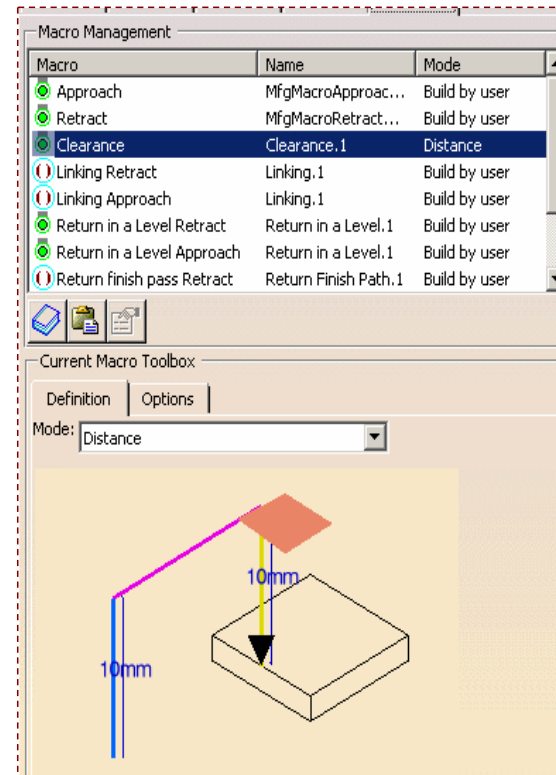 Macro Management
Macro Name Mode
Approach MfgMacroApproac... Build by user
Retract MfgMacroRetract... Build by user
Clearance Clearance.1 Distance
Linking Retract Linking.1 Build by user
Linking Approach Linking.1 Build by user
Return in a Level Retract Return in a Level.1 Build by user
Return in a Level Approach Return in a Level.1 Build by user
Return finish pass Retract Return Finish Path.1 Build by user
Current Macro Toolbox
Definition Options
Mode: Distance
10mm
10mm